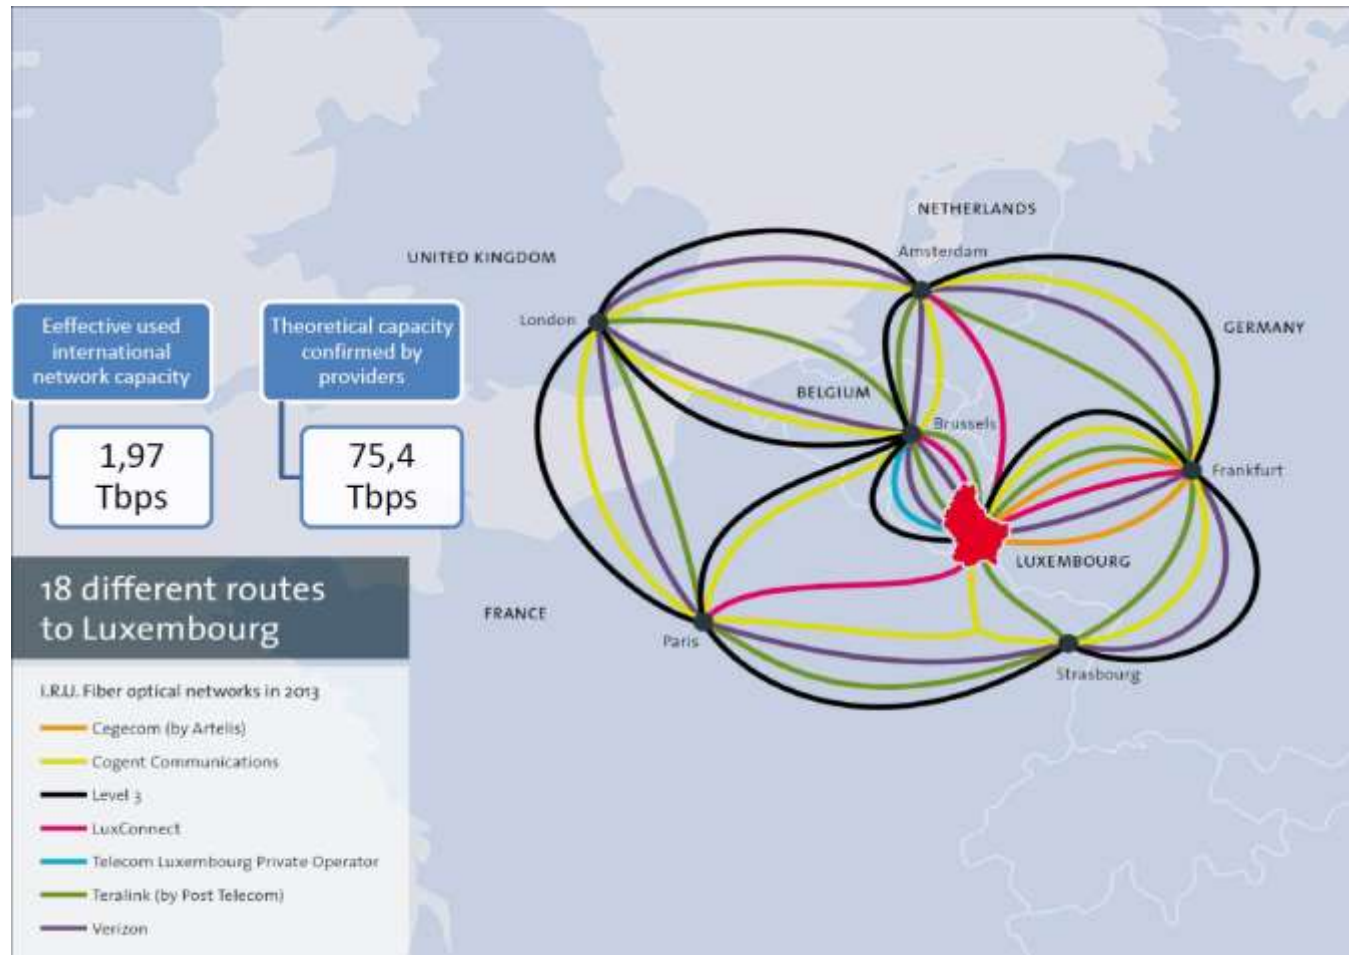 NETHERLANDS
Amsterdam
UNITED KINGDOM
London
GERMANY
Eeffective used
international
network capacity
Theoretical capacity
confirmed by
providers
BELGIUM
Brussels
1,97
Tbps
75,4
Tbps
Frankfurt
LUXEMBOURG
18 different routes
to Luxembourg
FRANCE
Paris
Strasbourg
I.R.U. Fiber optical networks in 2013
Cegecom (by Artelis)
Cogent Communications
Level 3
LuxConnect
Telecom Luxembourg Private Operator
Teralink (by Post Telecom)
Verizon